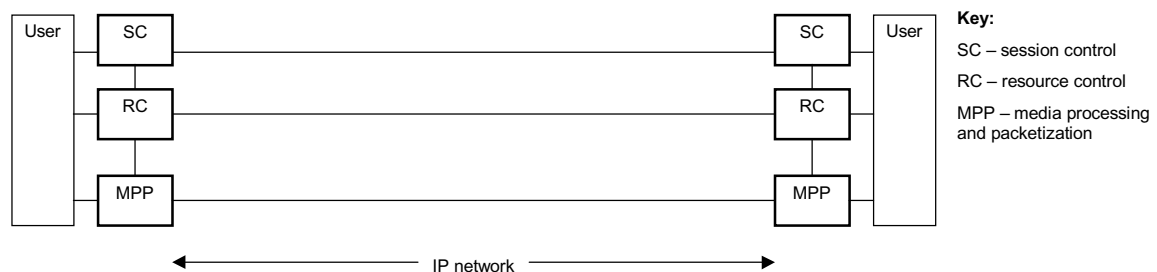 User
SC
SC
User
RC
RC
MPP
MPP
IP network
Key:
SC – session control
RC – resource control
MPP – media processing
and packetization